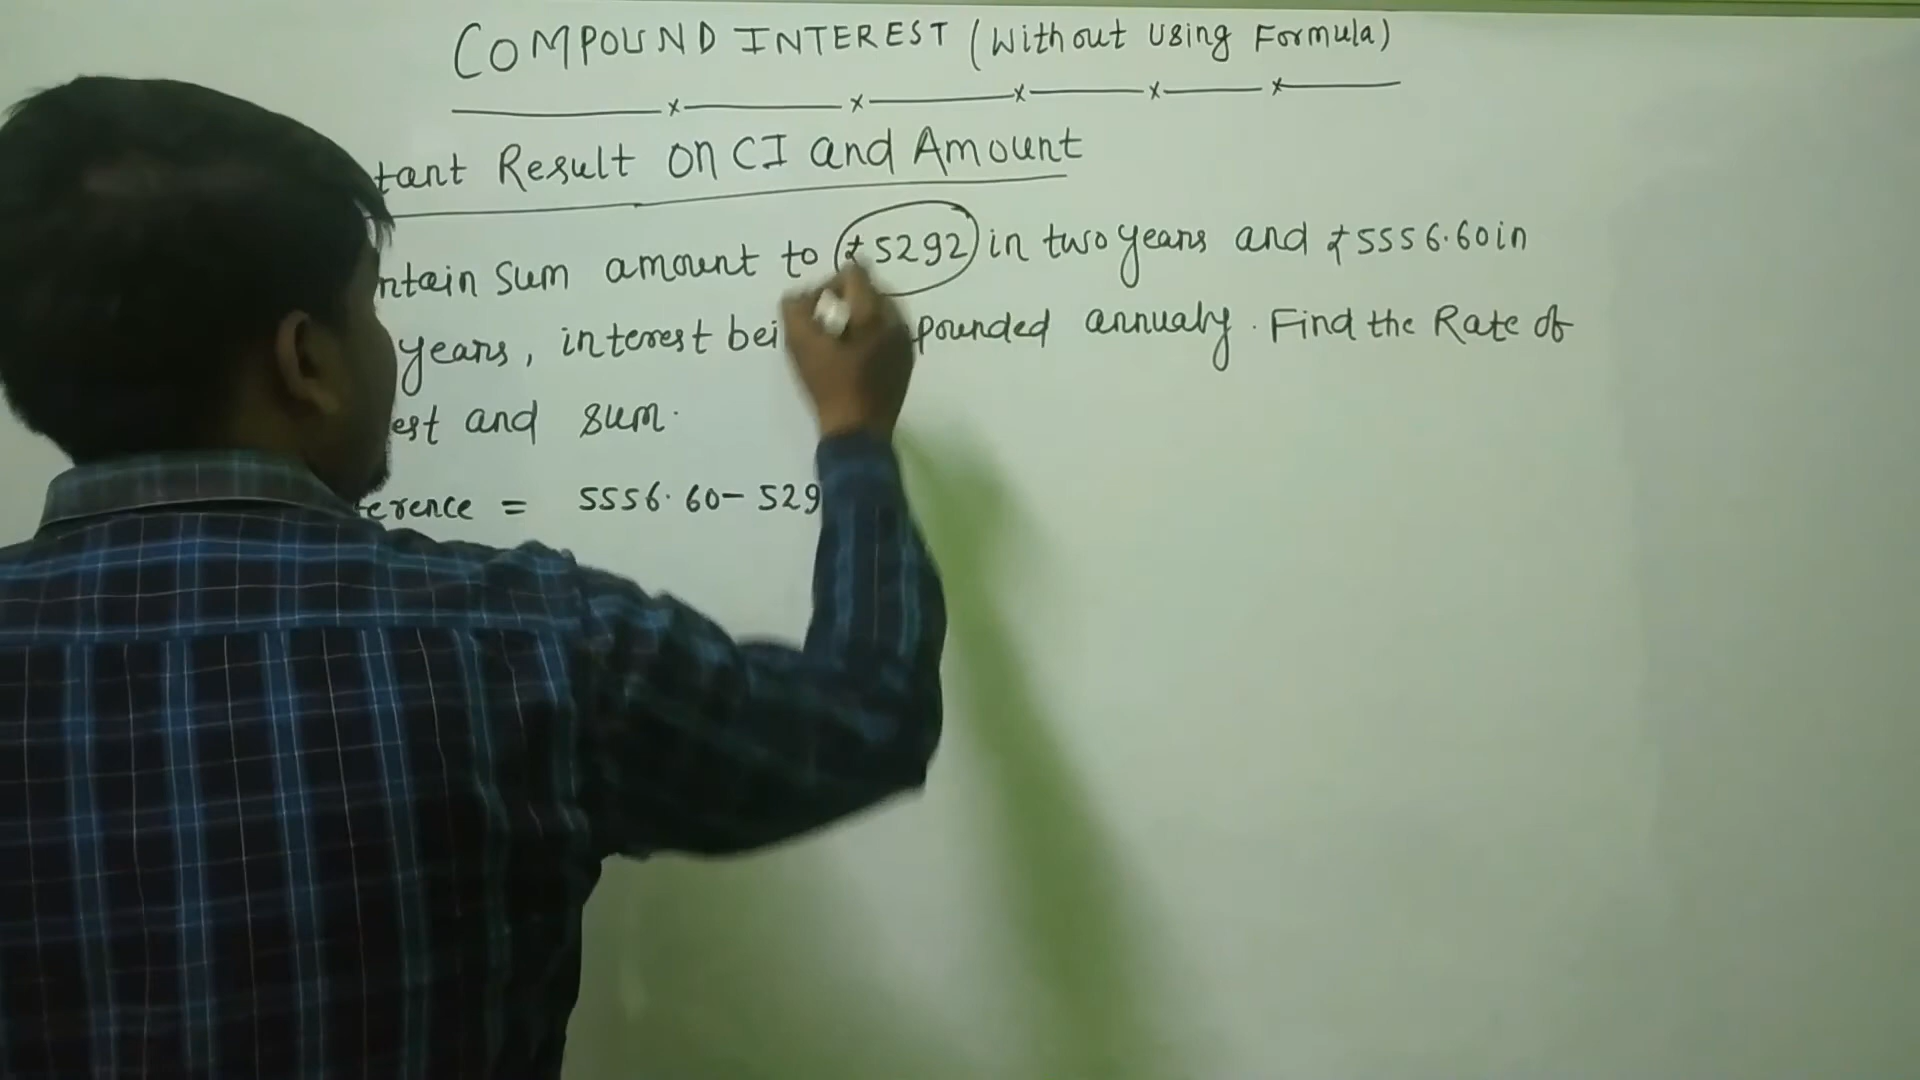 COMPOUND INTEREST (Without Using Formula)
tant Result on CI and Amount
ntain Sum amount to ₹5292 in two years and ₹5556.60 in
years, interest bei pounded annualy. Find the Rate of
est and sum.
erence = 5556.60 - 529